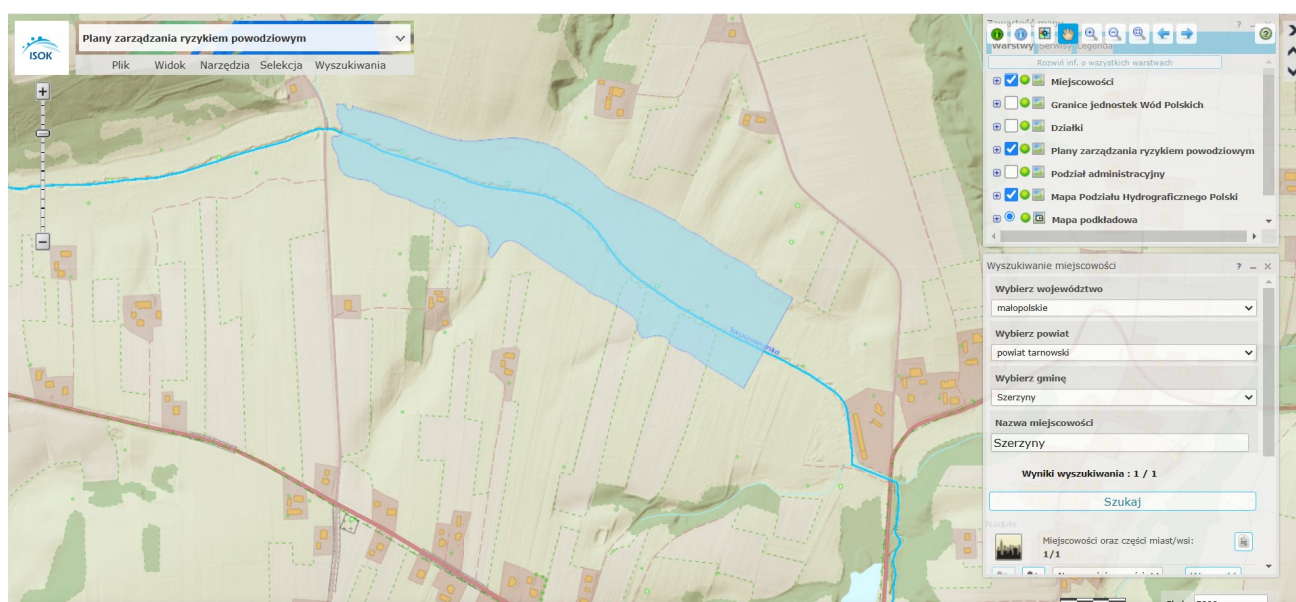 ISOK
Plany zarządzania ryzykiem powodziowym
Plik Widok Narzędzia Selekcja Wyszukiwania
Zawartość mapy
Warstwy Serwisy Legenda
Rozwiń inf. o wszystkich warstwach
Miejscowości
Granice jednostek Wód Polskich
Działki
Plany zarządzania ryzykiem powodziowym
Podział administracyjny
Mapa Podziału Hydrograficznego Polski
Mapa podkładowa
Wyszukiwanie miejscowości
Wybierz województwo
małopolskie
Wybierz powiat
powiat tarnowski
Wybierz gminę
Szerzyny
Nazwa miejscowości
Szerzyny
Wyniki wyszukiwania : 1 / 1
Szukaj
Nadole
Miejscowości oraz części miast/wsi:
1/1